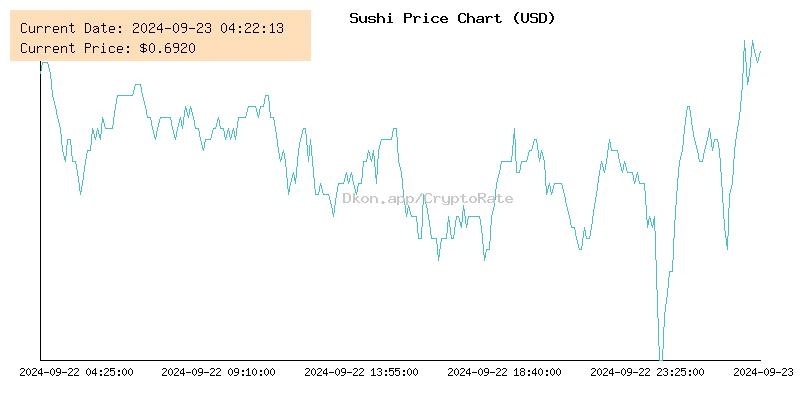 Sushi Price Chart (USD)
Current Date: 2024-09-23 04:22:13
Current Price: $0.6920
Dkon.app/CryptoRate
2024-09-22 04:25:00 2024-09-22 09:10:00 2024-09-22 13:55:00 2024-09-22 18:40:00 2024-09-22 23:25:00 2024-09-23